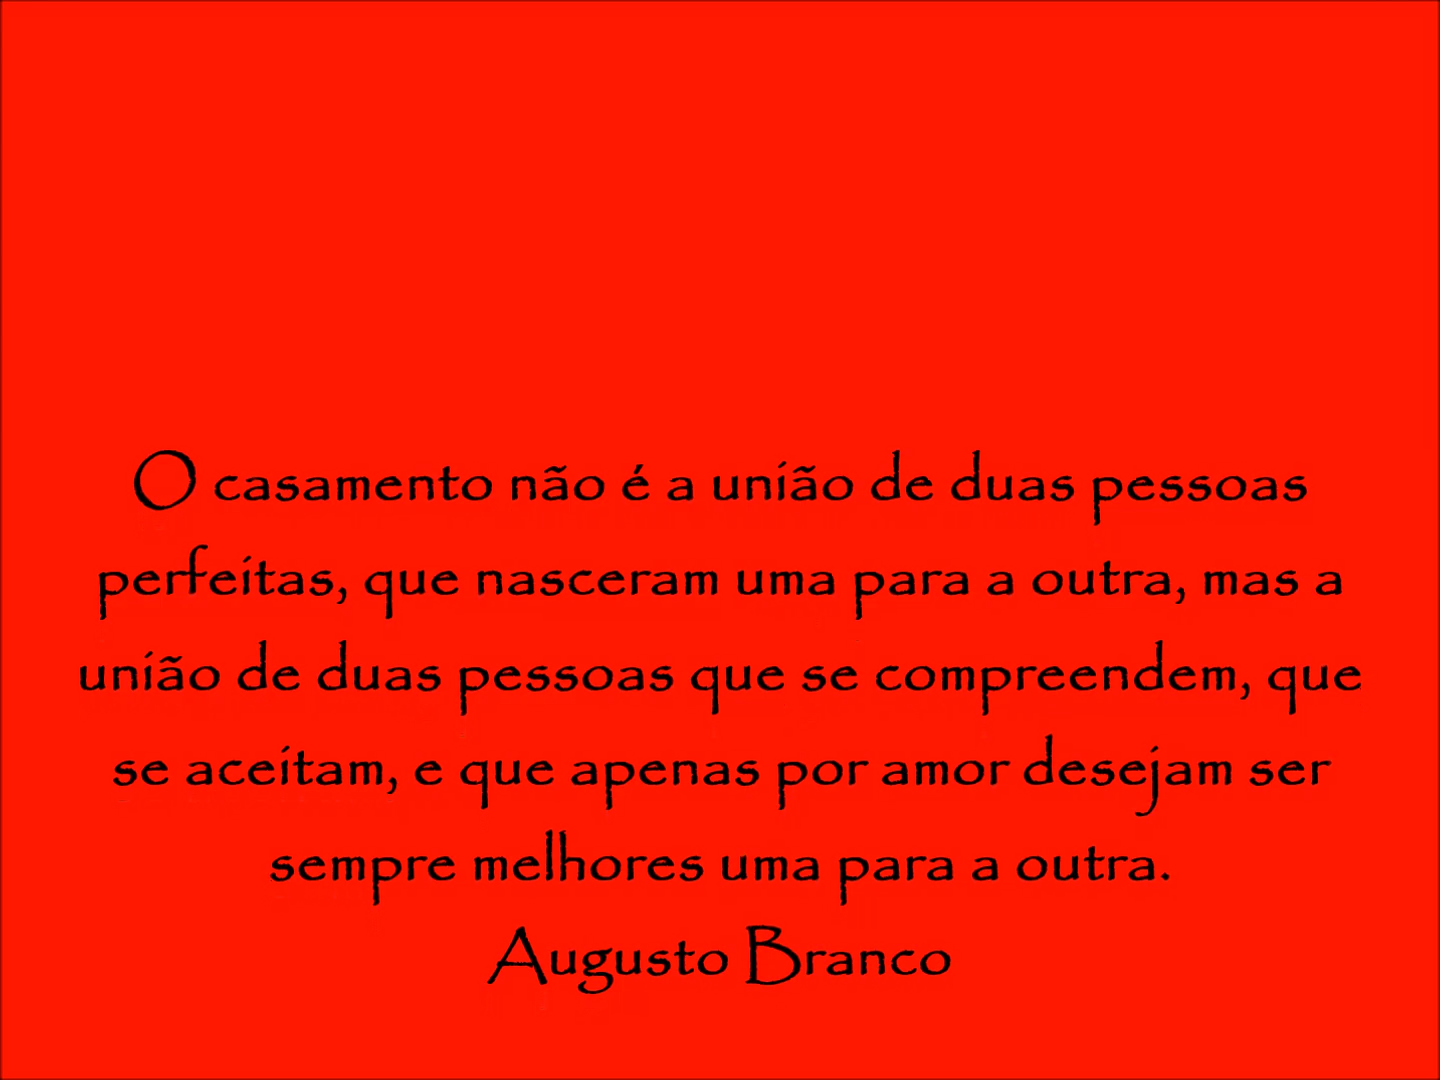 O casamento não é a união de duas pessoas
perfeitas, que nasceram uma para a outra, mas a
união de duas pessoas que se compreendem, que
se aceitam, e que apenas por amor desejam ser
sempre melhores uma para a outra.
Augusto Branco